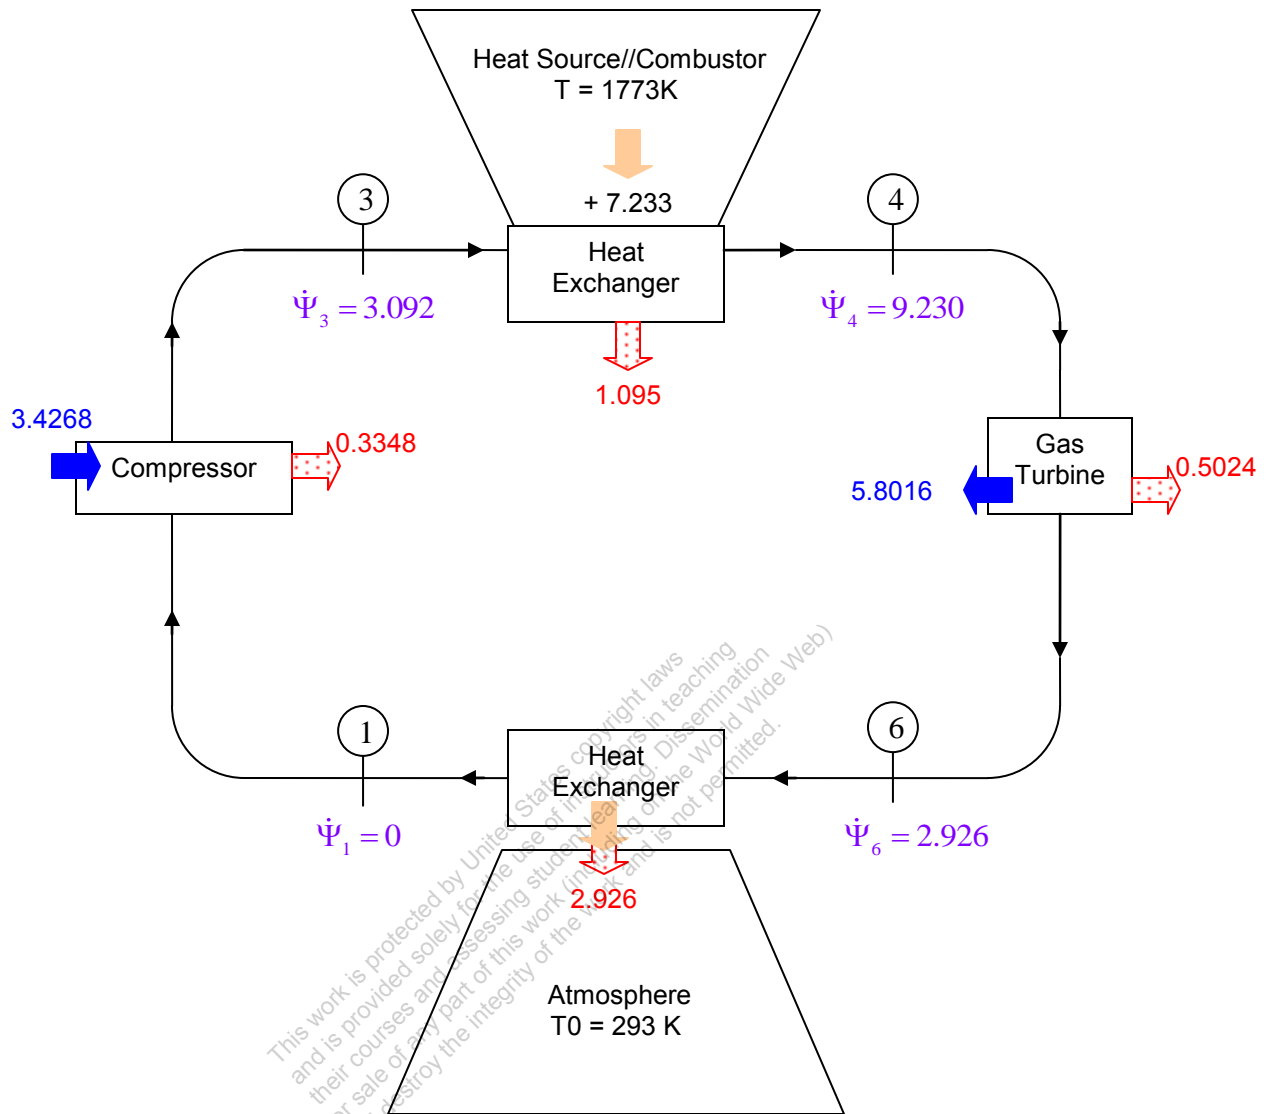 Heat Source//Combustor
T = 1773K
+ 7.233
3
4
Heat
Exchanger
Ψ̇₃ = 3.092
Ψ̇₄ = 9.230
1.095
3.4268
Compressor
0.3348
Gas
Turbine
5.8016
0.5024
1
6
Heat
Exchanger
Ψ̇₁ = 0
Ψ̇₆ = 2.926
2.926
Atmosphere
T0 = 293 K
This work is protected by United States copyright laws
and is provided solely for the use of instructors in teaching
their courses and assessing student learning. Dissemination
or sale of any part of this work (including on the World Wide Web)
destroy the integrity of the work and is not permitted.